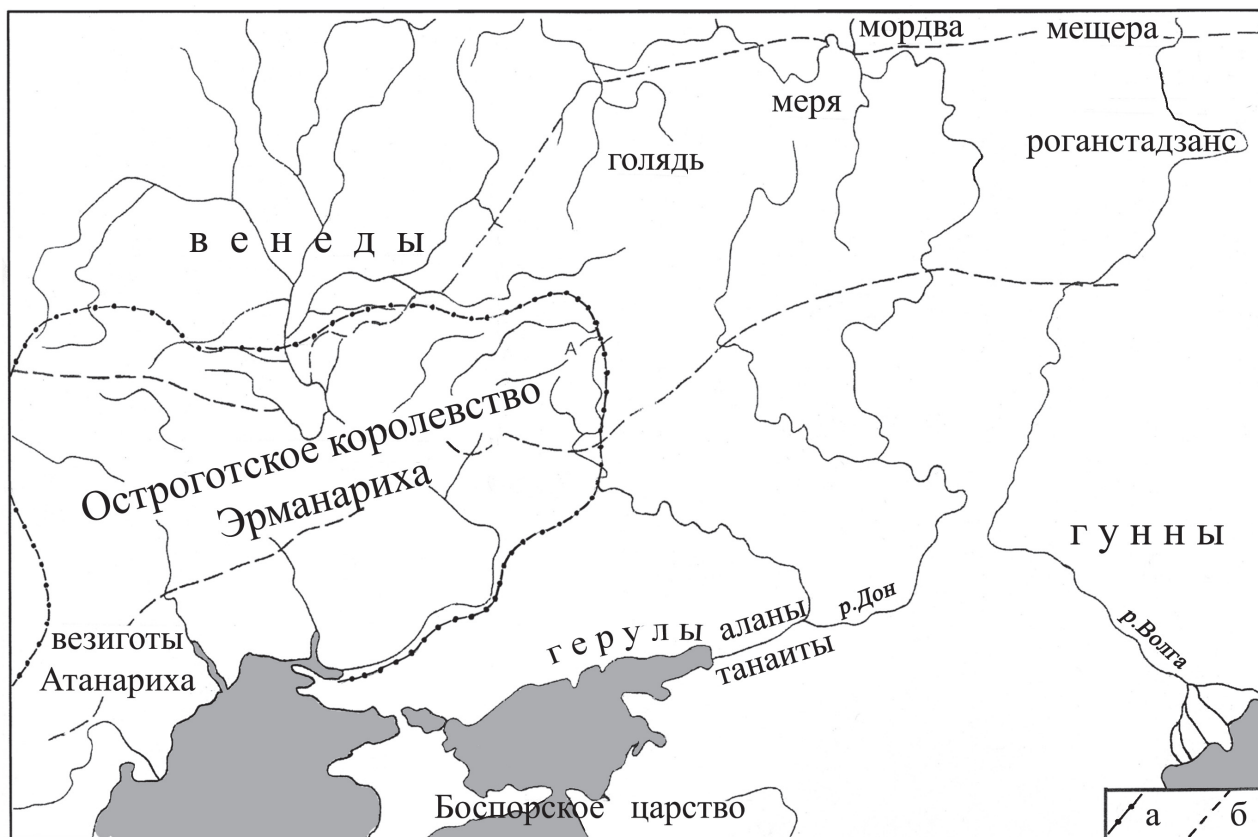 мордва
мещера
меря
роганстадзанс
голядь
венеды
А
Остроготское королевство
Эрманариха
гунны
р.Дон
р.Волга
герулы аланы
танаиты
везиготы
Атанариха
Боспорское царство
а б